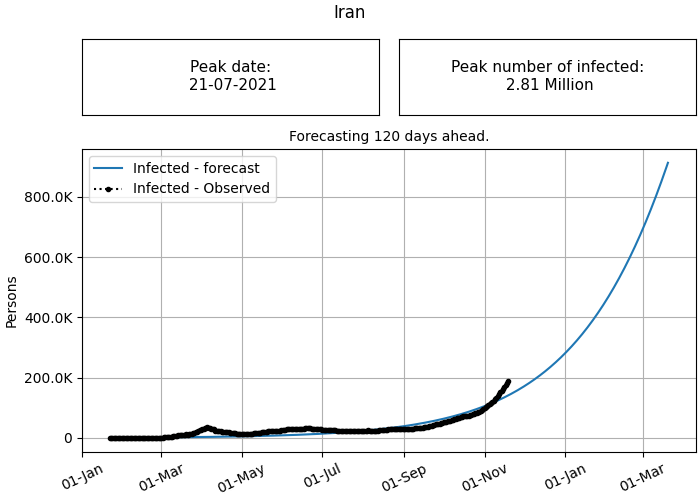 Iran
Peak date:
21-07-2021
Peak number of infected:
2.81 Million
Forecasting 120 days ahead.
Infected - forecast
Infected - Observed
800.0K
600.0K
400.0K
200.0K
0
Persons
01-Jan
01-Mar
01-May
01-Jul
01-Sep
01-Nov
01-Jan
01-Mar